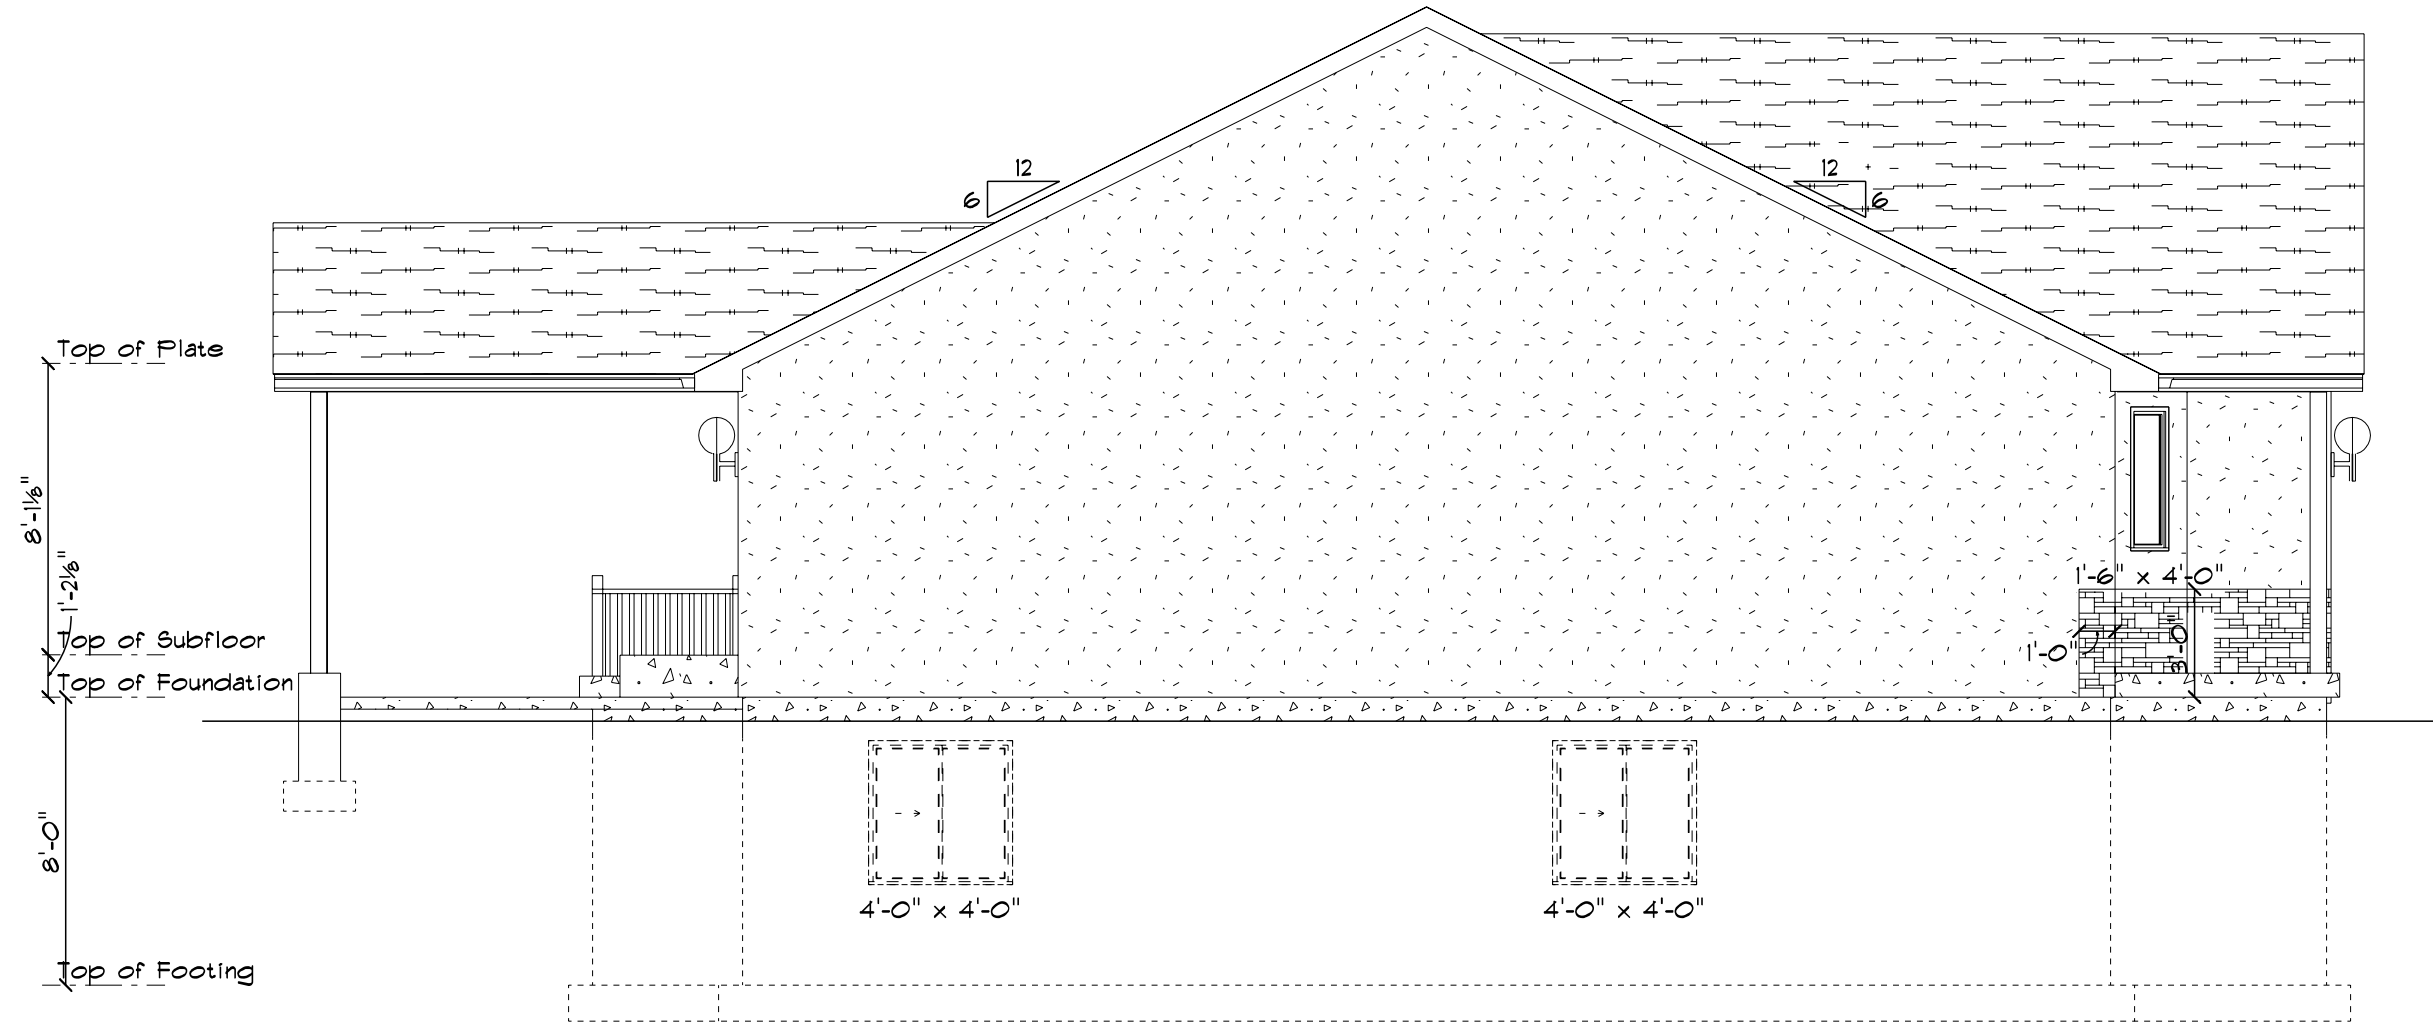 12
6
12
6
Top of Plate
8'-1⅛"
1'-2⅛"
1'-6" x 4'-0"
Top of Subfloor
1'-0"
3'-0"
Top of Foundation
8'-0"
4'-0" x 4'-0"
4'-0" x 4'-0"
Top of Footing